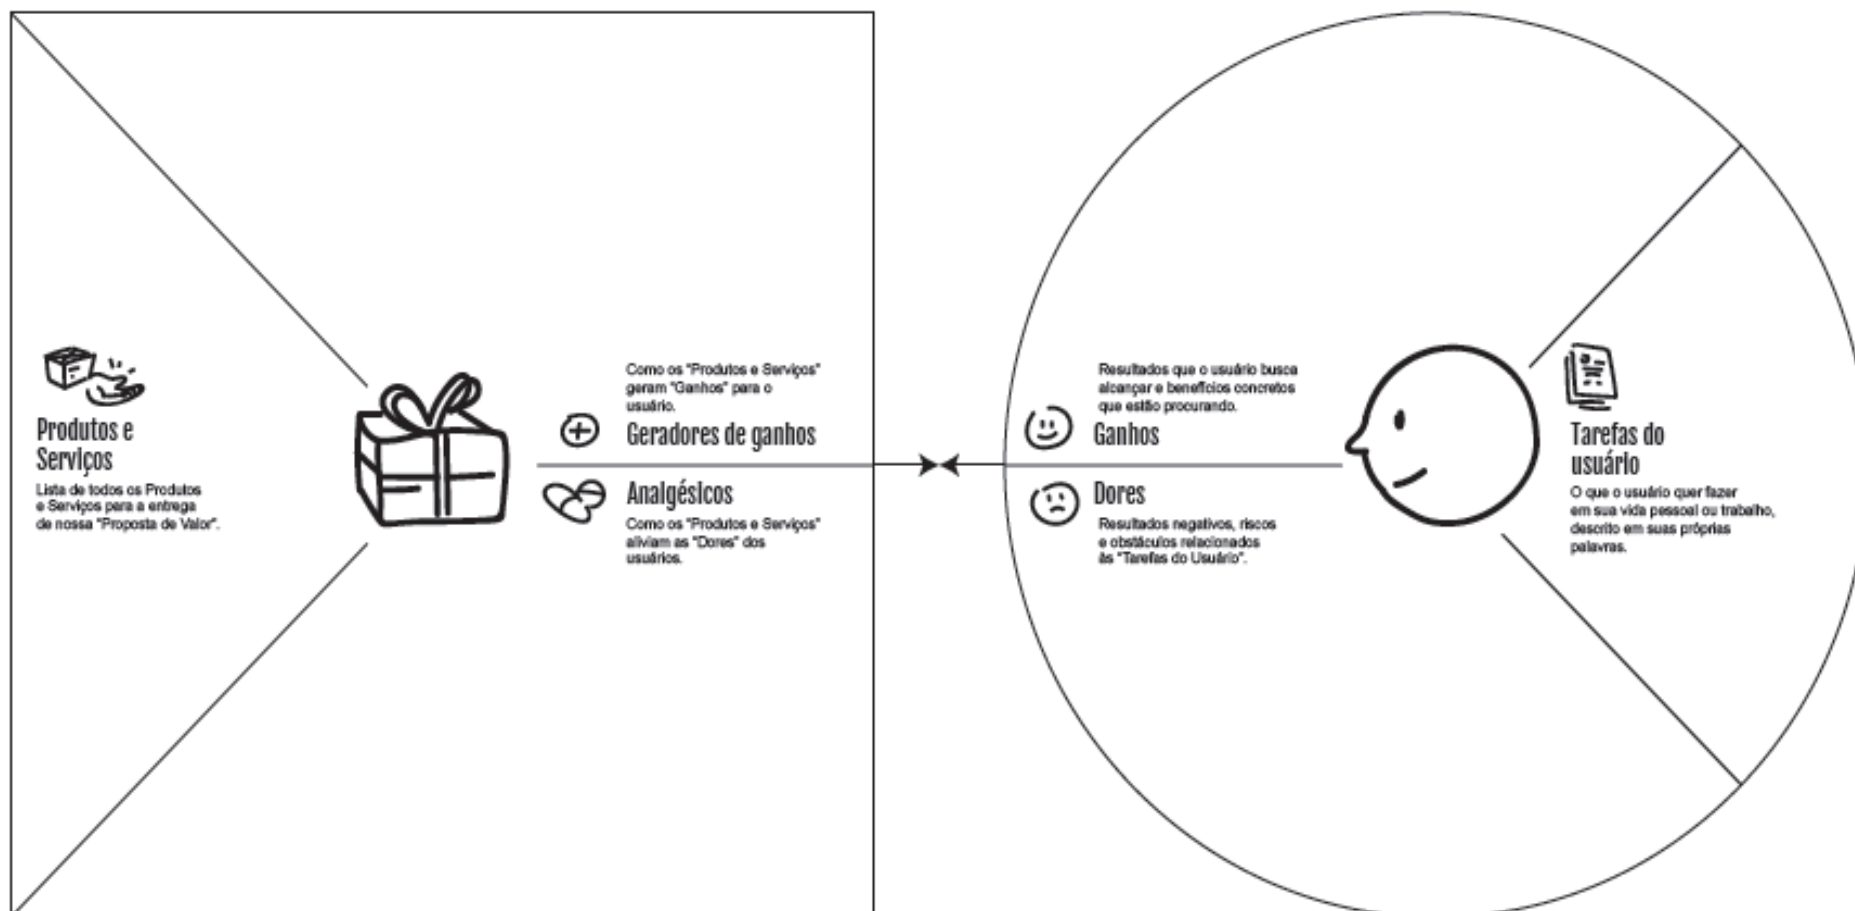 Produtos e
Serviços
Lista de todos os Produtos
e Serviços para a entrega
de nossa "Proposta de Valor".
Como os "Produtos e Serviços"
geram "Ganhos" para o
usuário.
Geradores de ganhos
Analgésicos
Como os "Produtos e Serviços"
aliviam as "Dores" dos
usuários.
Resultados que o usuário busca
alcançar e benefícios concretos
que estão procurando.
Ganhos
Dores
Resultados negativos, riscos
e obstáculos relacionados
às "Tarefas do Usuário".
Tarefas do
usuário
O que o usuário quer fazer
em sua vida pessoal ou trabalho,
descrito em suas próprias
palavras.